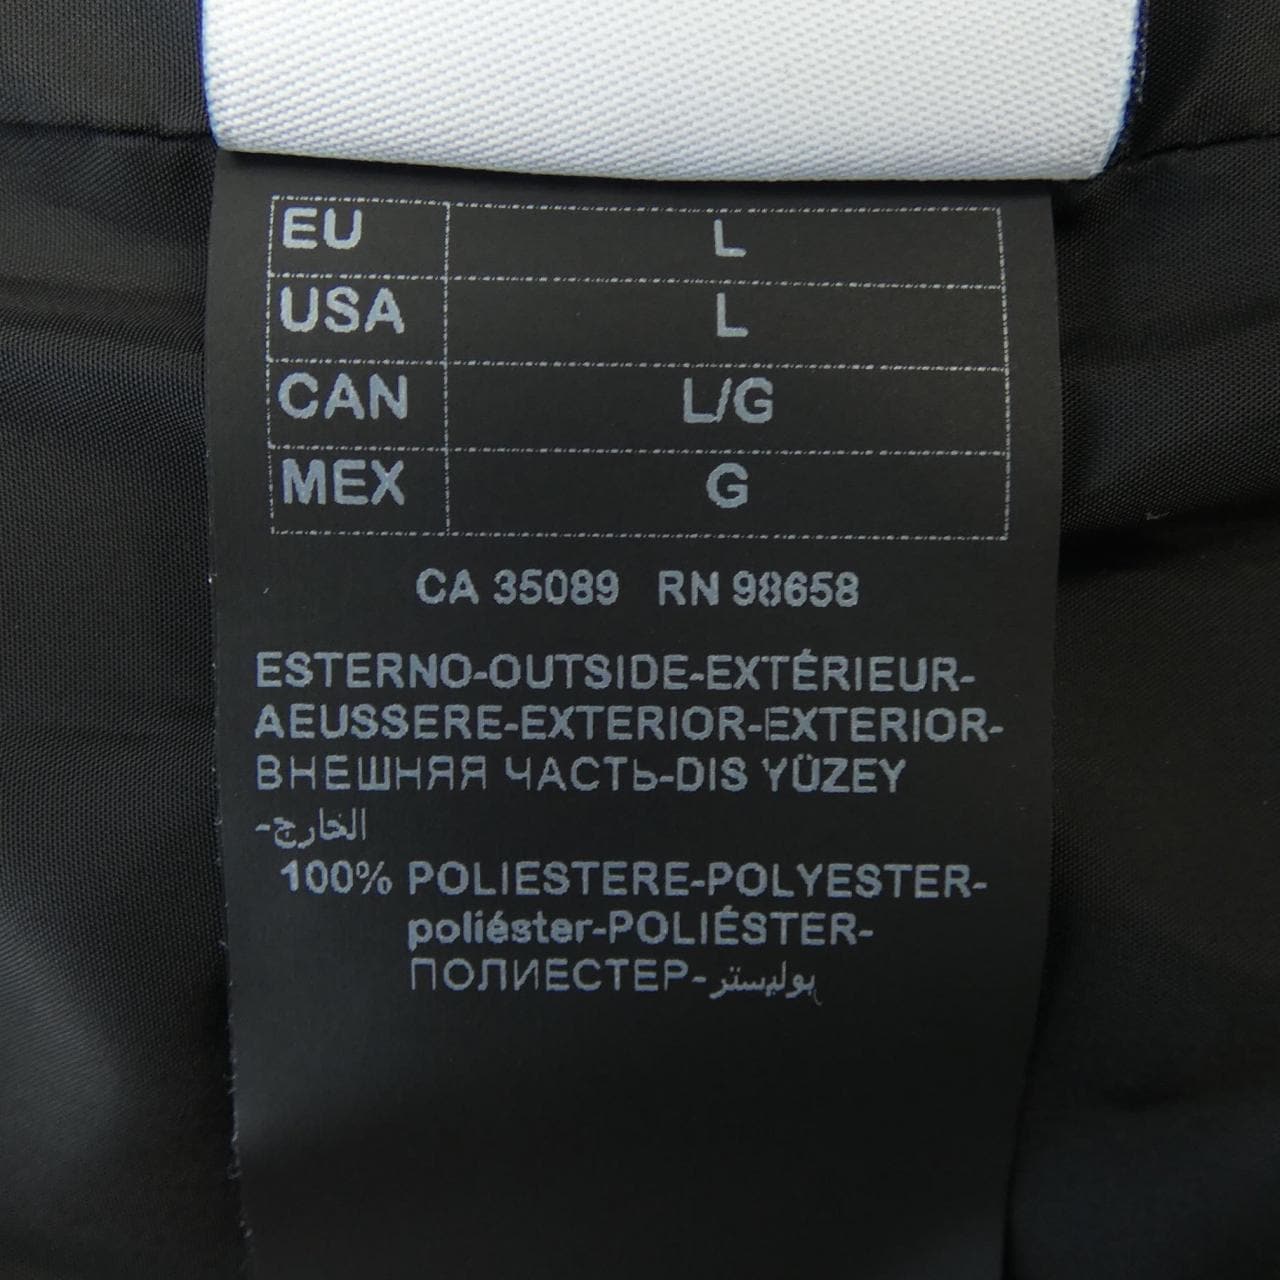 EU L
USA L
CAN L/G
MEX G
CA 35089 RN 98658
ESTERNO-OUTSIDE-EXTÉRIEUR-
AEUSSERE-EXTERIOR-EXTERIOR-
ВНЕШНЯЯ ЧАСТЬ-DIS YÜZEY
-الخارج
100% POLIESTERE-POLYESTER-
poliéster-POLIÉSTER-
ПОЛИЕСТЕР-بوليستر